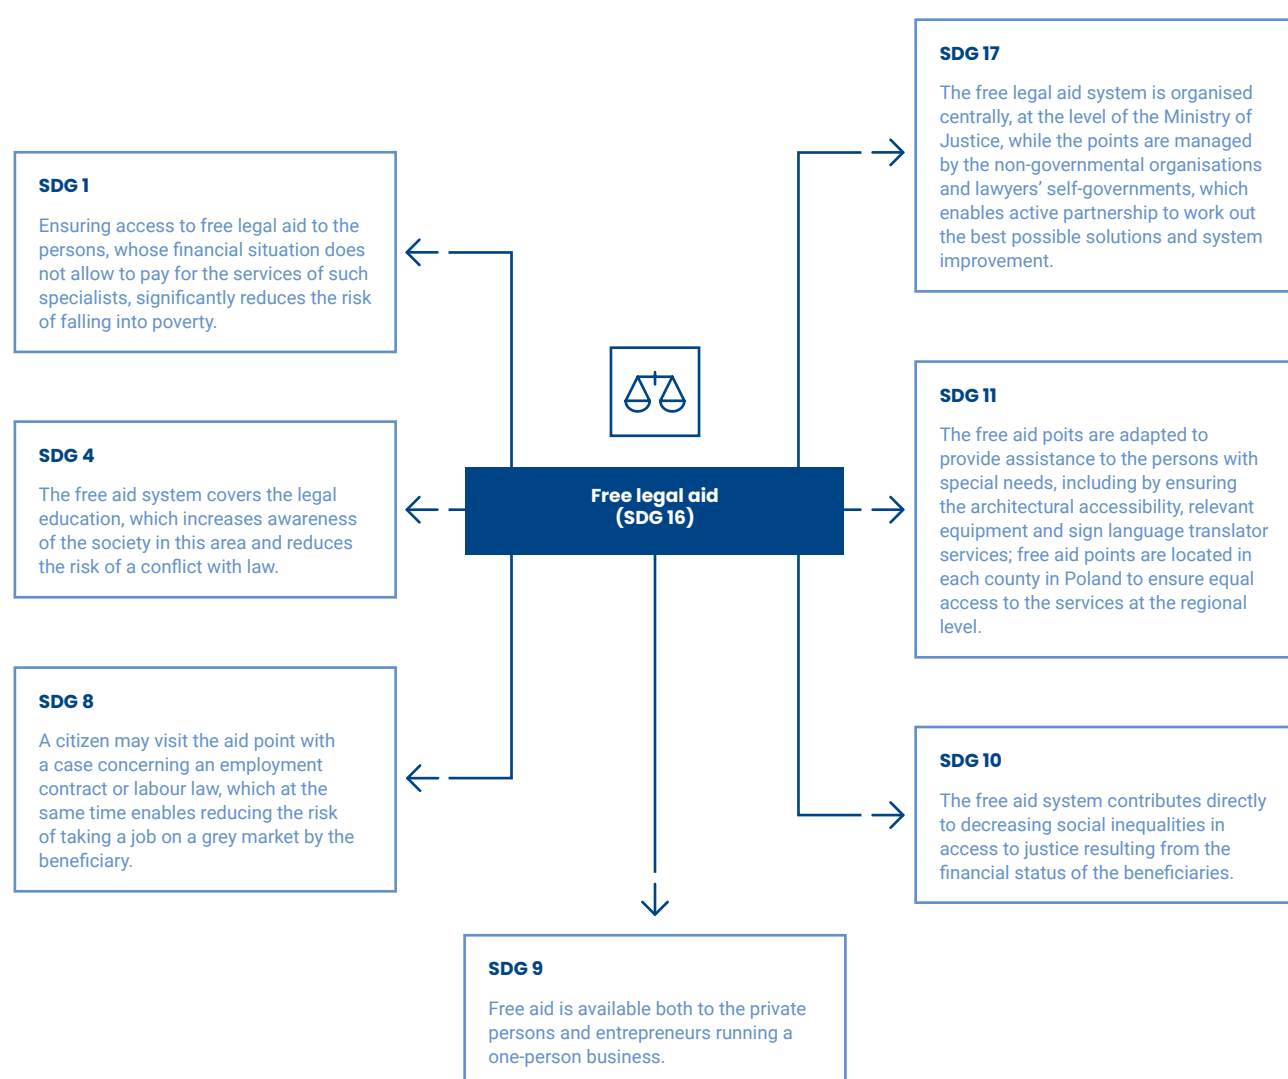 SDG 1
Ensuring access to free legal aid to the
persons, whose financial situation does
not allow to pay for the services of such
specialists, significantly reduces the risk
of falling into poverty.
SDG 4
The free aid system covers the legal
education, which increases awareness
of the society in this area and reduces
the risk of a conflict with law.
SDG 8
A citizen may visit the aid point with
a case concerning an employment
contract or labour law, which at the
same time enables reducing the risk
of taking a job on a grey market by the
beneficiary.
Free legal aid
(SDG 16)
SDG 9
Free aid is available both to the private
persons and entrepreneurs running a
one-person business.
SDG 17
The free legal aid system is organised
centrally, at the level of the Ministry of
Justice, while the points are managed
by the non-governmental organisations
and lawyers’ self-governments, which
enables active partnership to work out
the best possible solutions and system
improvement.
SDG 11
The free aid poits are adapted to
provide assistance to the persons with
special needs, including by ensuring
the architectural accessibility, relevant
equipment and sign language translator
services; free aid points are located in
each county in Poland to ensure equal
access to the services at the regional
level.
SDG 10
The free aid system contributes directly
to decreasing social inequalities in
access to justice resulting from the
financial status of the beneficiaries.